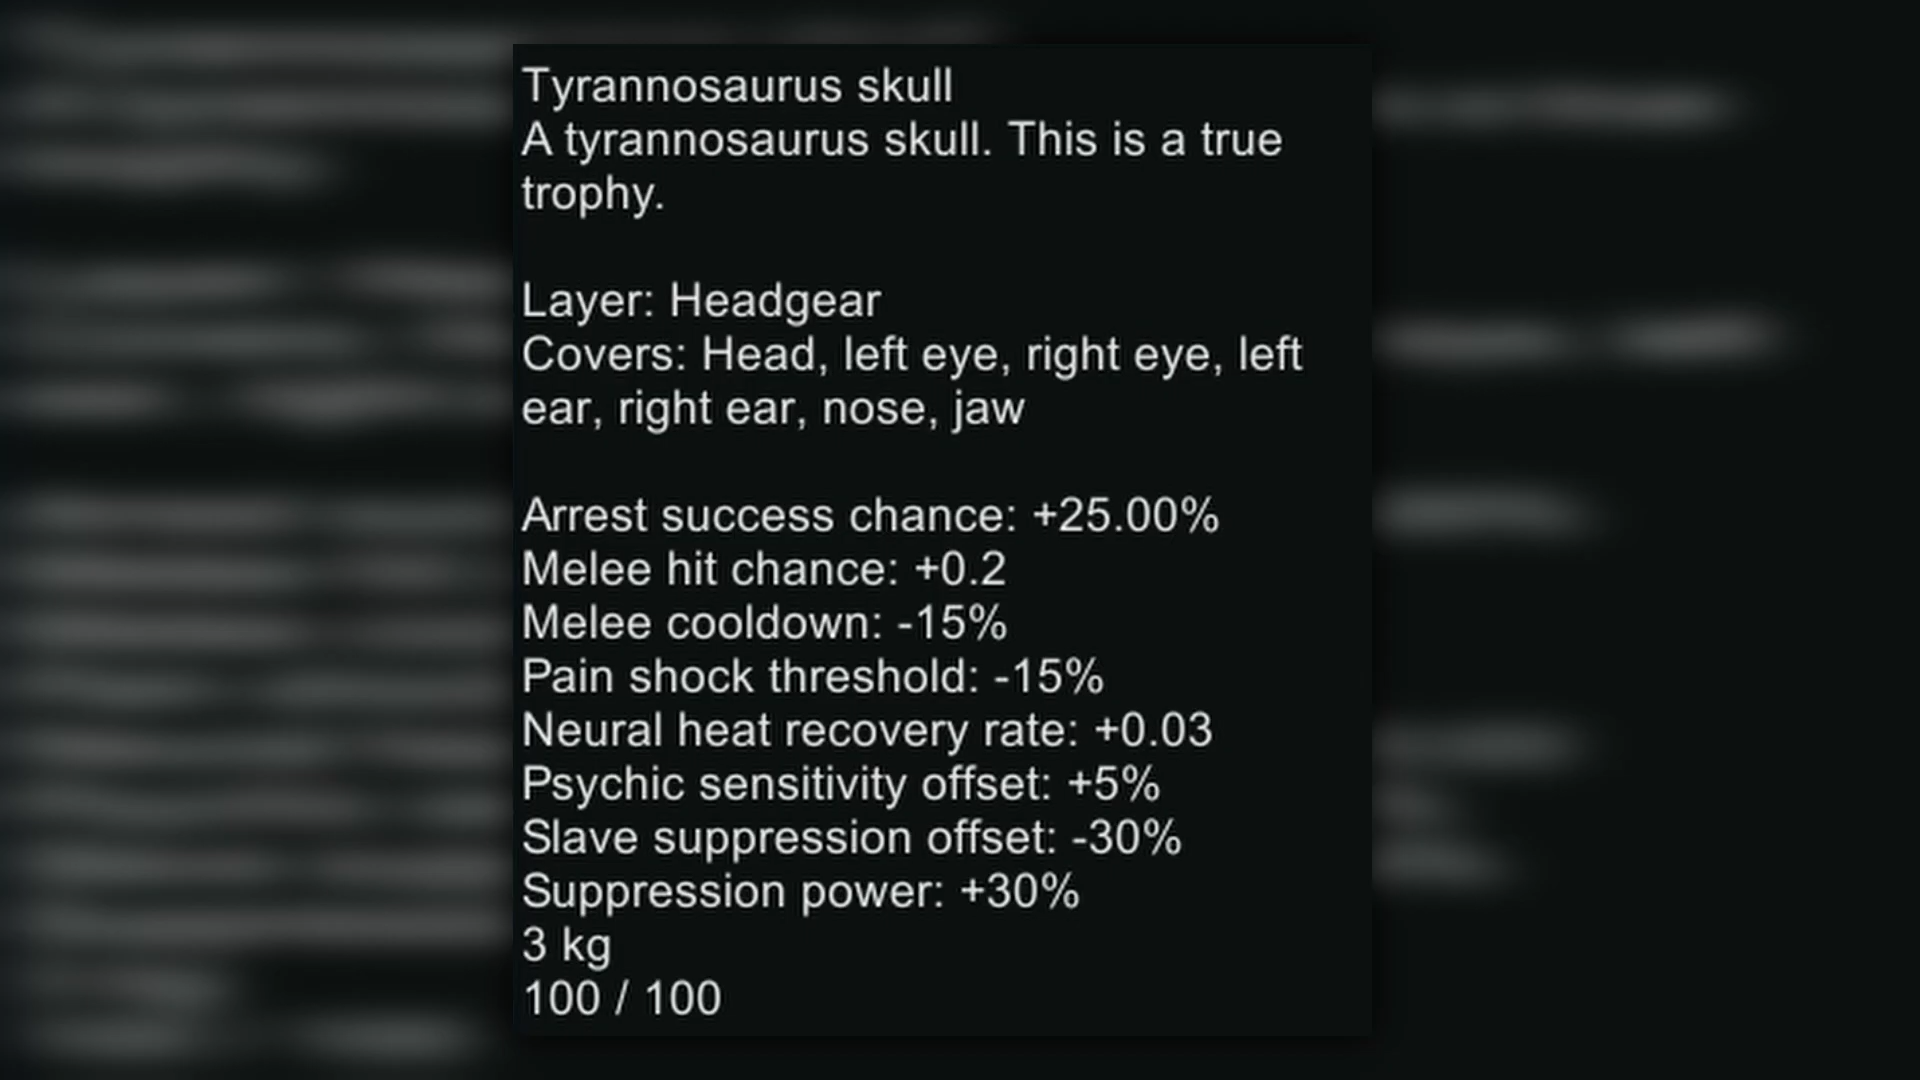 Tyrannosaurus skull
A tyrannosaurus skull. This is a true
trophy.
Layer: Headgear
Covers: Head, left eye, right eye, left
ear, right ear, nose, jaw
Arrest success chance: +25.00%
Melee hit chance: +0.2
Melee cooldown: -15%
Pain shock threshold: -15%
Neural heat recovery rate: +0.03
Psychic sensitivity offset: +5%
Slave suppression offset: -30%
Suppression power: +30%
3 kg
100 / 100